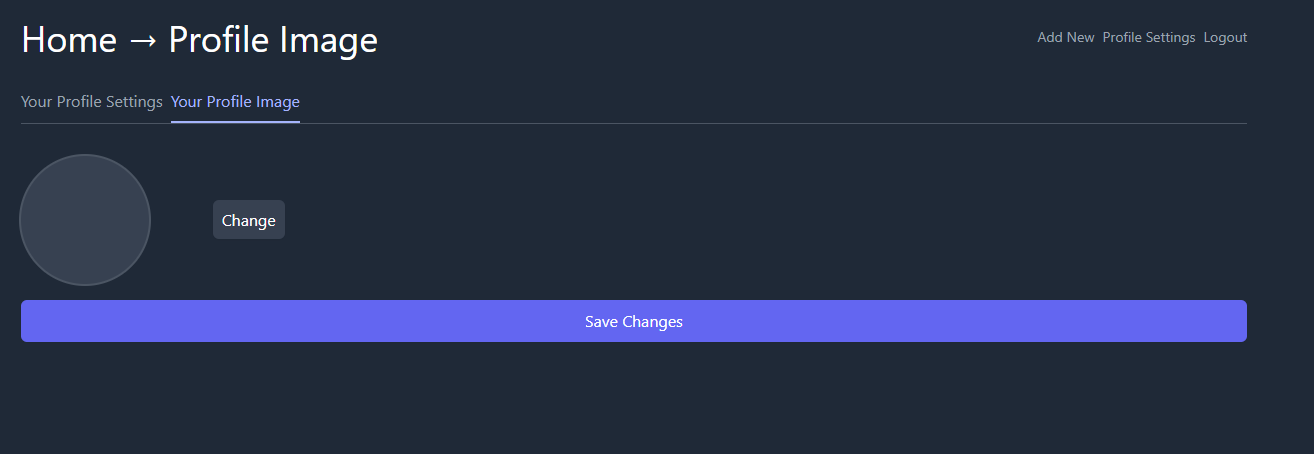 Home → Profile Image
Add New Profile Settings Logout
Your Profile Settings Your Profile Image
Change
Save Changes